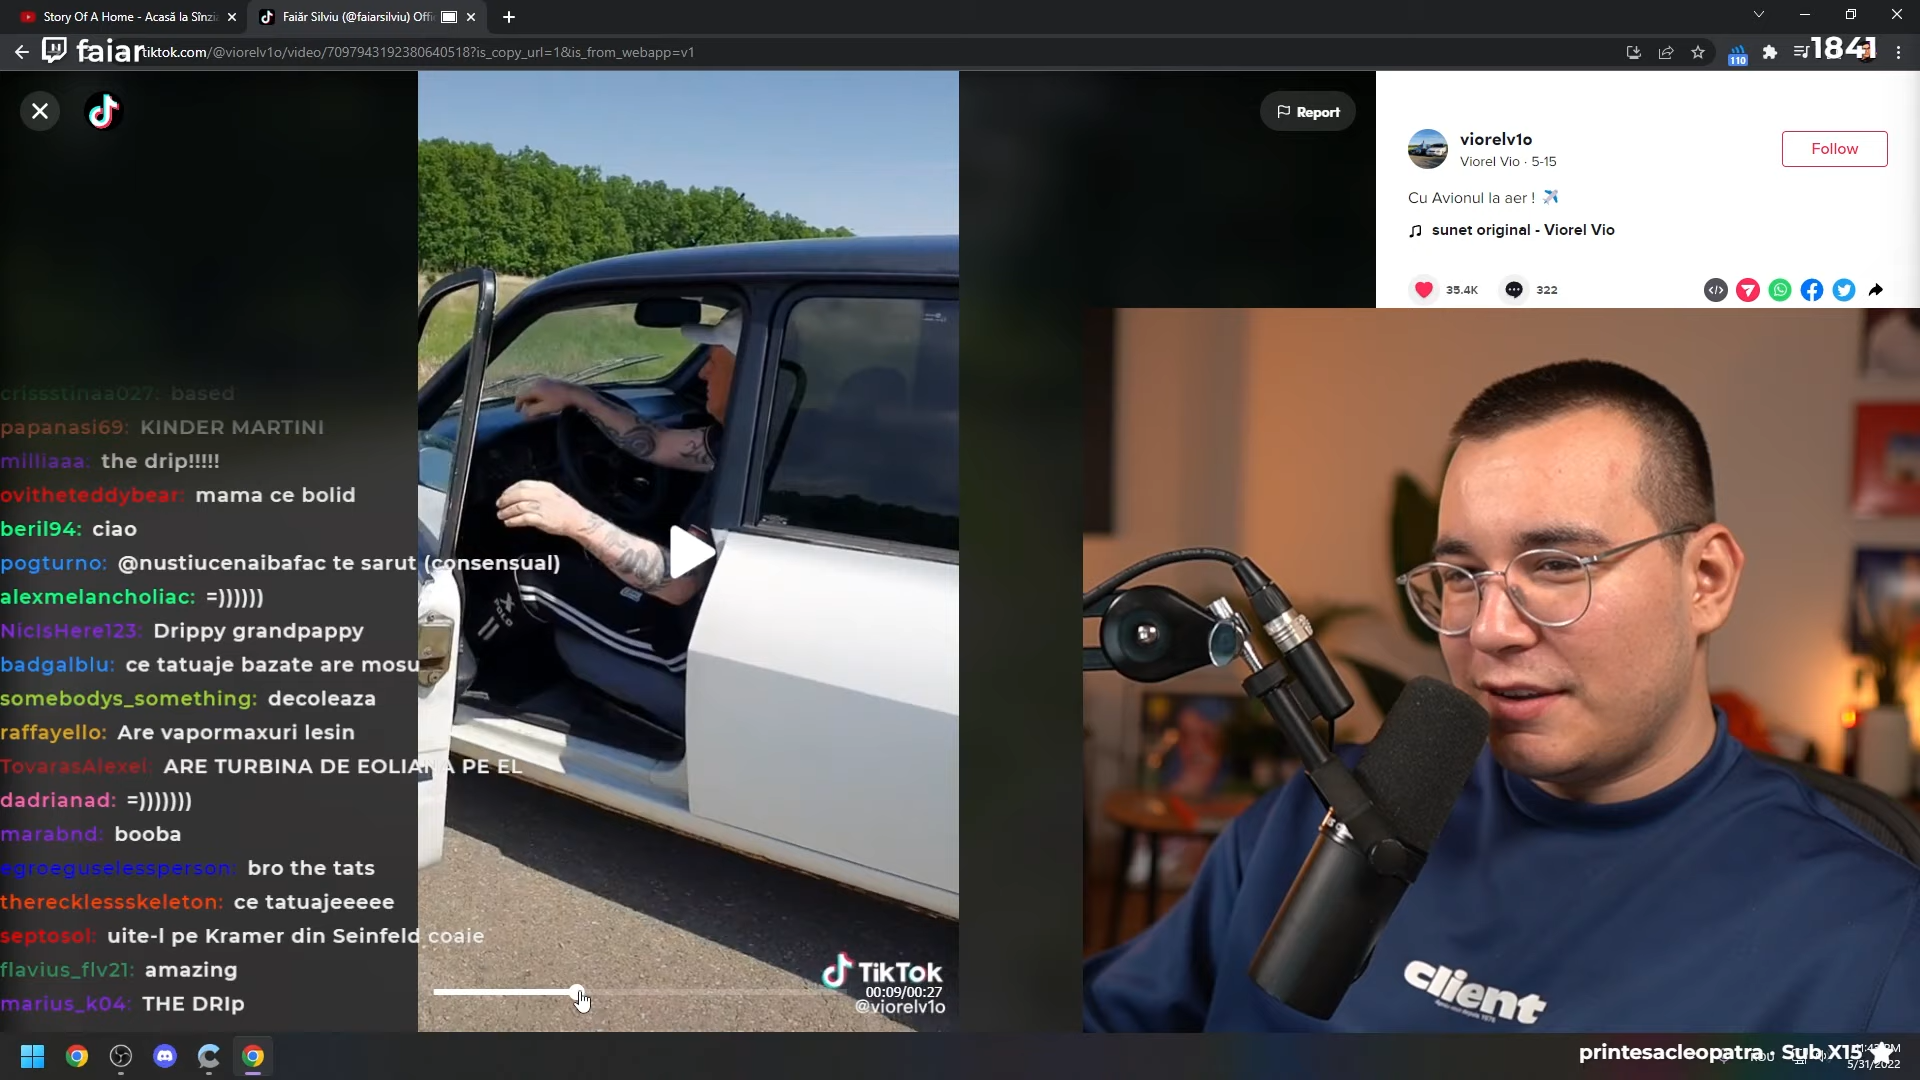 Story Of A Home - Acasă la Sînzi
Faiăr Silviu (@faiarsilviu) Offi
faiar
tiktok.com/@viorelv1o/video/7097943192380640518?is_copy_url=1&is_from_webapp=v1
110
1841
Report
viorelv1o
Viorel Vio · 5-15
Follow
Cu Avionul la aer ! ✈️
sunet original - Viorel Vio
35.4K
322
crissstinaa027: based
papanasi69: KINDER MARTINI
milliaaa: the drip!!!!!
ovitheteddybear: mama ce bolid
beril94: ciao
pogturno: @nustiucenaibafac te sarut (consensual)
alexmelancholiac: =))))))
NicIsHere123: Drippy grandpappy
badgalblu: ce tatuaje bazate are mosu
somebodys_something: decoleaza
raffayello: Are vapormaxuri lesin
TovarasAlexel: ARE TURBINA DE EOLIANA PE EL
dadrianad: =)))))))
marabnd: booba
egroeguselessperson: bro the tats
therecklessskeleton: ce tatuajeeeee
septosol: uite-l pe Kramer din Seinfeld coaie
flavius_flv21: amazing
marius_k04: THE DRIp
POLO
TikTok
00:09/00:27
@viorelv1o
client
printesacleopatra - Sub X15
5/31/2022